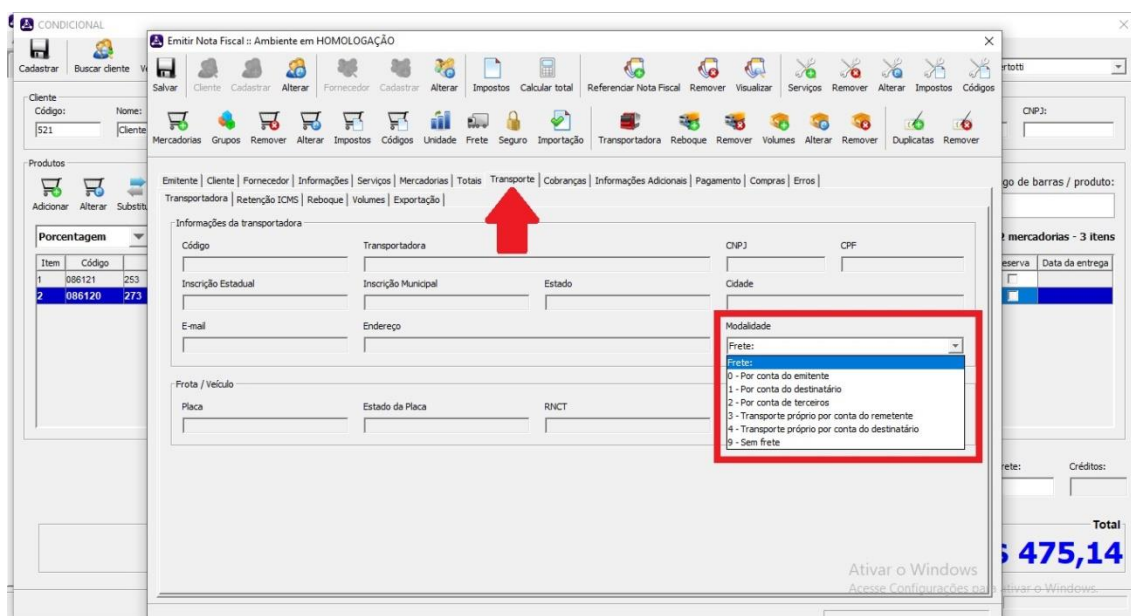 CONDICIONAL
Emitir Nota Fiscal :: Ambiente em HOMOLOGAÇÃO
Cadastrar Buscar cliente
Salvar Cliente Cadastrar Alterar Fornecedor Cadastrar Alterar Impostos Calcular total Referenciar Nota Fiscal Remover Visualizar Serviços Remover Alterar Impostos Códigos
Mercadorias Grupos Remover Alterar Impostos Códigos Unidade Frete Seguro Importação Transportadora Reboque Remover Volumes Alterar Remover Duplicatas Remover
Cliente
Código: Nome: CNPJ:
521 Cliente
Produtos
Adicionar Alterar
Emitente Cliente Fornecedor Informações Serviços Mercadorias Totais Transporte Cobranças Informações Adicionais Pagamento Compras Erros
Transportadora Retenção ICMS Reboque Volumes Exportação
de barras / produto:
Informações da transportadora
Código Transportadora CNPJ CPF
Inscrição Estadual Inscrição Municipal Estado Cidade
E-mail Endereço Modalidade
Frete:
Frete:
0 - Por conta do emitente
1 - Por conta do destinatário
2 - Por conta de terceiros
3 - Transporte próprio por conta do remetente
4 - Transporte próprio por conta do destinatário
9 - Sem frete
Frota / Veículo
Placa Estado da Placa RNCT
Porcentagem
2 mercadorias - 3 itens
Item Código Data da entrega
1 086121 253
2 086120 273
Créditos:
Total
475,14
Ativar o Windows
Acesse Configurações para ativar o Windows.